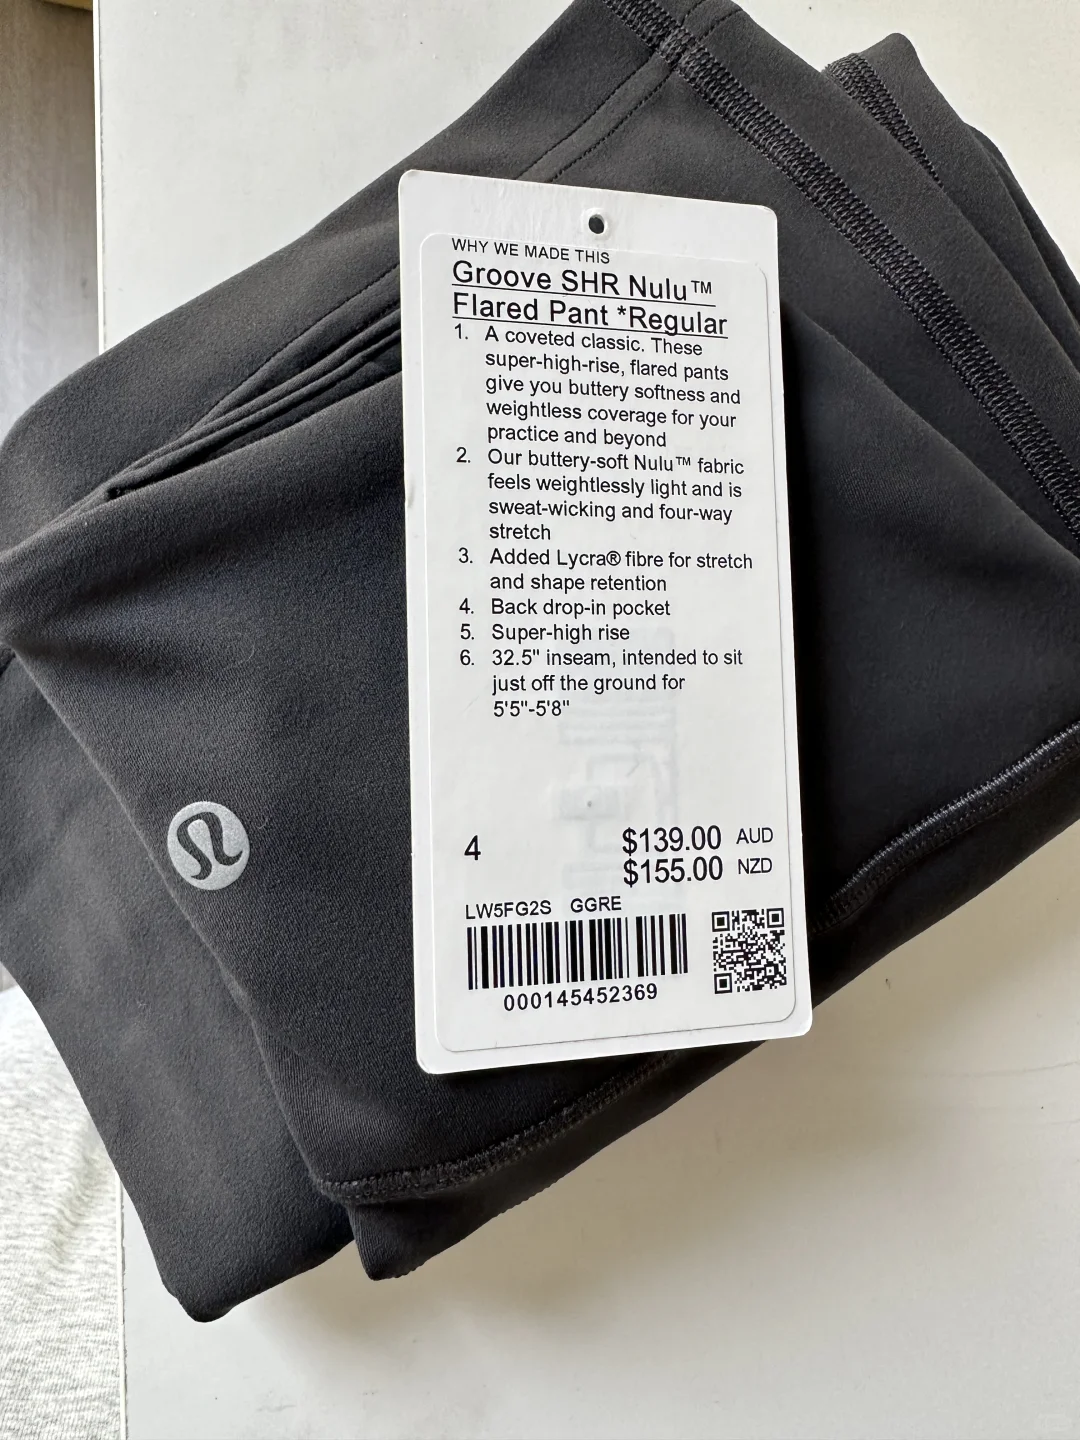 WHY WE MADE THIS
Groove SHR Nulu™
Flared Pant *Regular
1. A coveted classic. These
super-high-rise, flared pants
give you buttery softness and
weightless coverage for your
practice and beyond
2. Our buttery-soft Nulu™ fabric
feels weightlessly light and is
sweat-wicking and four-way
stretch
3. Added Lycra® fibre for stretch
and shape retention
4. Back drop-in pocket
5. Super-high rise
6. 32.5" inseam, intended to sit
just off the ground for
5'5"-5'8"
4 $139.00 AUD
$155.00 NZD
LW5FG2S GGRE
000145452369